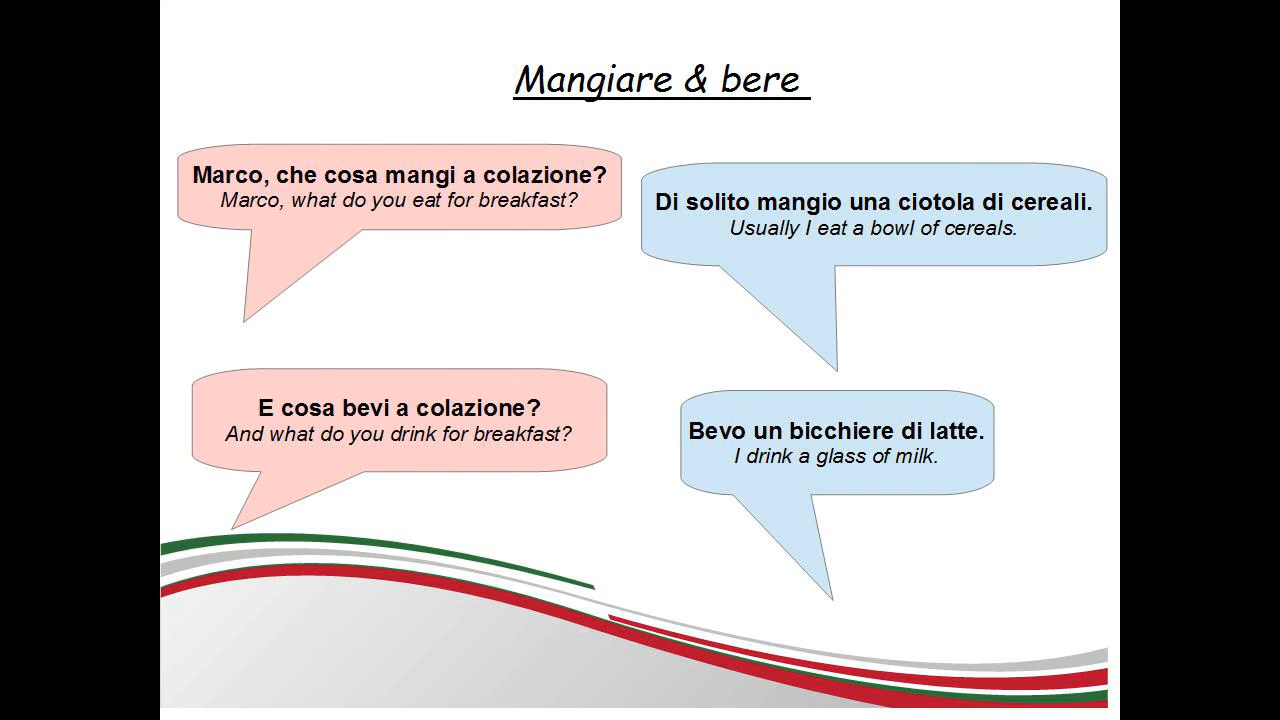 Mangiare & bere
Marco, che cosa mangi a colazione?
Marco, what do you eat for breakfast?
Di solito mangio una ciotola di cereali.
Usually I eat a bowl of cereals.
E cosa bevi a colazione?
And what do you drink for breakfast?
Bevo un bicchiere di latte.
I drink a glass of milk.